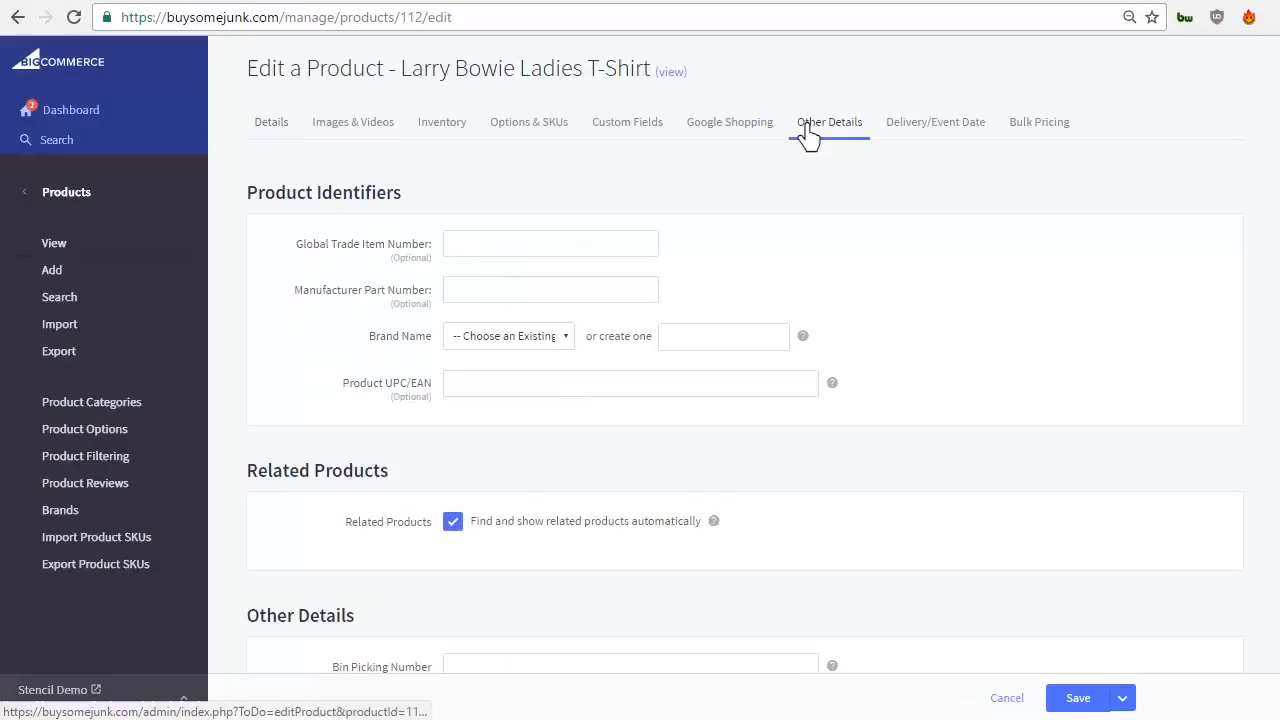 https://buysomejunk.com/manage/products/112/edit
bw
BIGCOMMERCE
2
Dashboard
Search
Products
View
Add
Search
Import
Export
Product Categories
Product Options
Product Filtering
Product Reviews
Brands
Import Product SKUs
Export Product SKUs
Stencil Demo
https://buysomejunk.com/admin/index.php?ToDo=editProduct&productId=11...
Edit a Product - Larry Bowie Ladies T-Shirt (view)
Details Images & Videos Inventory Options & SKUs Custom Fields Google Shopping Other Details Delivery/Event Date Bulk Pricing
Product Identifiers
Global Trade Item Number:
(Optional)
Manufacturer Part Number:
(Optional)
Brand Name -- Choose an Existing or create one ?
Product UPC/EAN ?
(Optional)
Related Products
Related Products Find and show related products automatically ?
Other Details
Bin Picking Number ?
Cancel Save